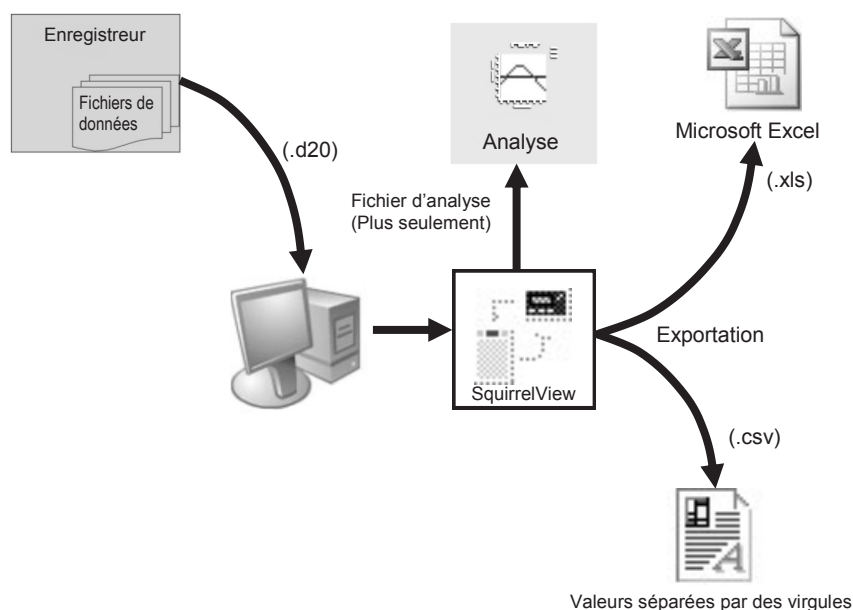 Enregistreur
Fichiers de
données
(.d20)
Analyse
Fichier d'analyse
(Plus seulement)
Microsoft Excel
(.xls)
SquirrelView
Exportation
(.csv)
Valeurs séparées par des virgules